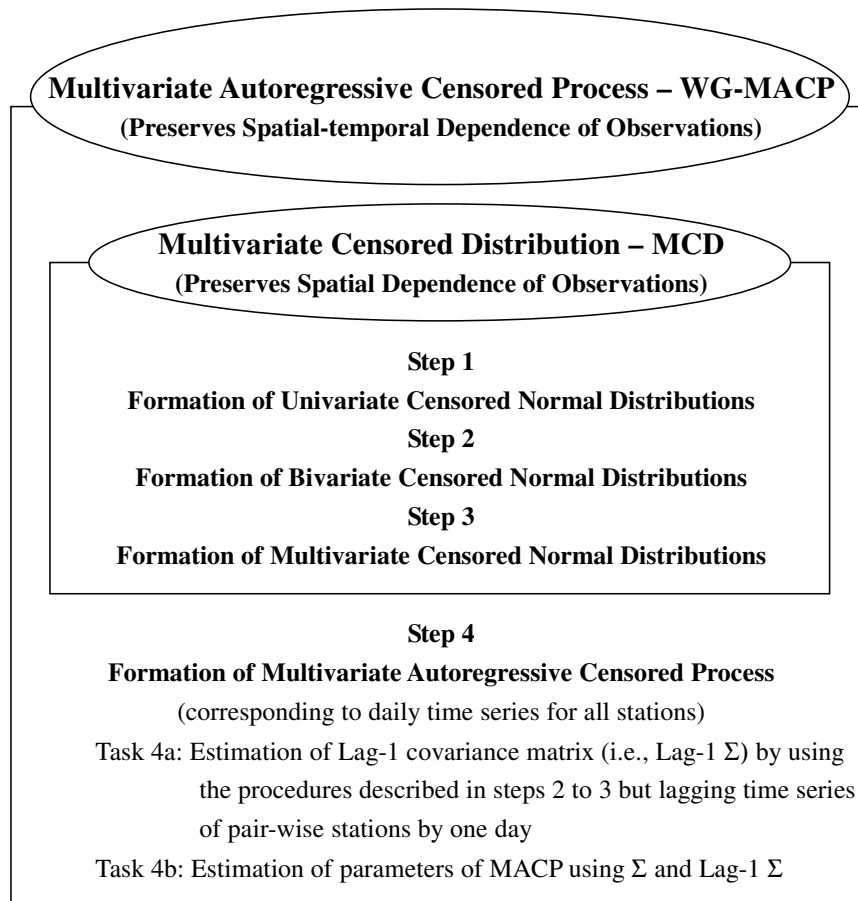 Multivariate Autoregressive Censored Process – WG-MACP
(Preserves Spatial-temporal Dependence of Observations)
Multivariate Censored Distribution – MCD
(Preserves Spatial Dependence of Observations)
Step 1
Formation of Univariate Censored Normal Distributions
Step 2
Formation of Bivariate Censored Normal Distributions
Step 3
Formation of Multivariate Censored Normal Distributions
Step 4
Formation of Multivariate Autoregressive Censored Process
(corresponding to daily time series for all stations)
Task 4a: Estimation of Lag-1 covariance matrix (i.e., Lag-1 Σ) by using
the procedures described in steps 2 to 3 but lagging time series
of pair-wise stations by one day
Task 4b: Estimation of parameters of MACP using Σ and Lag-1 Σ